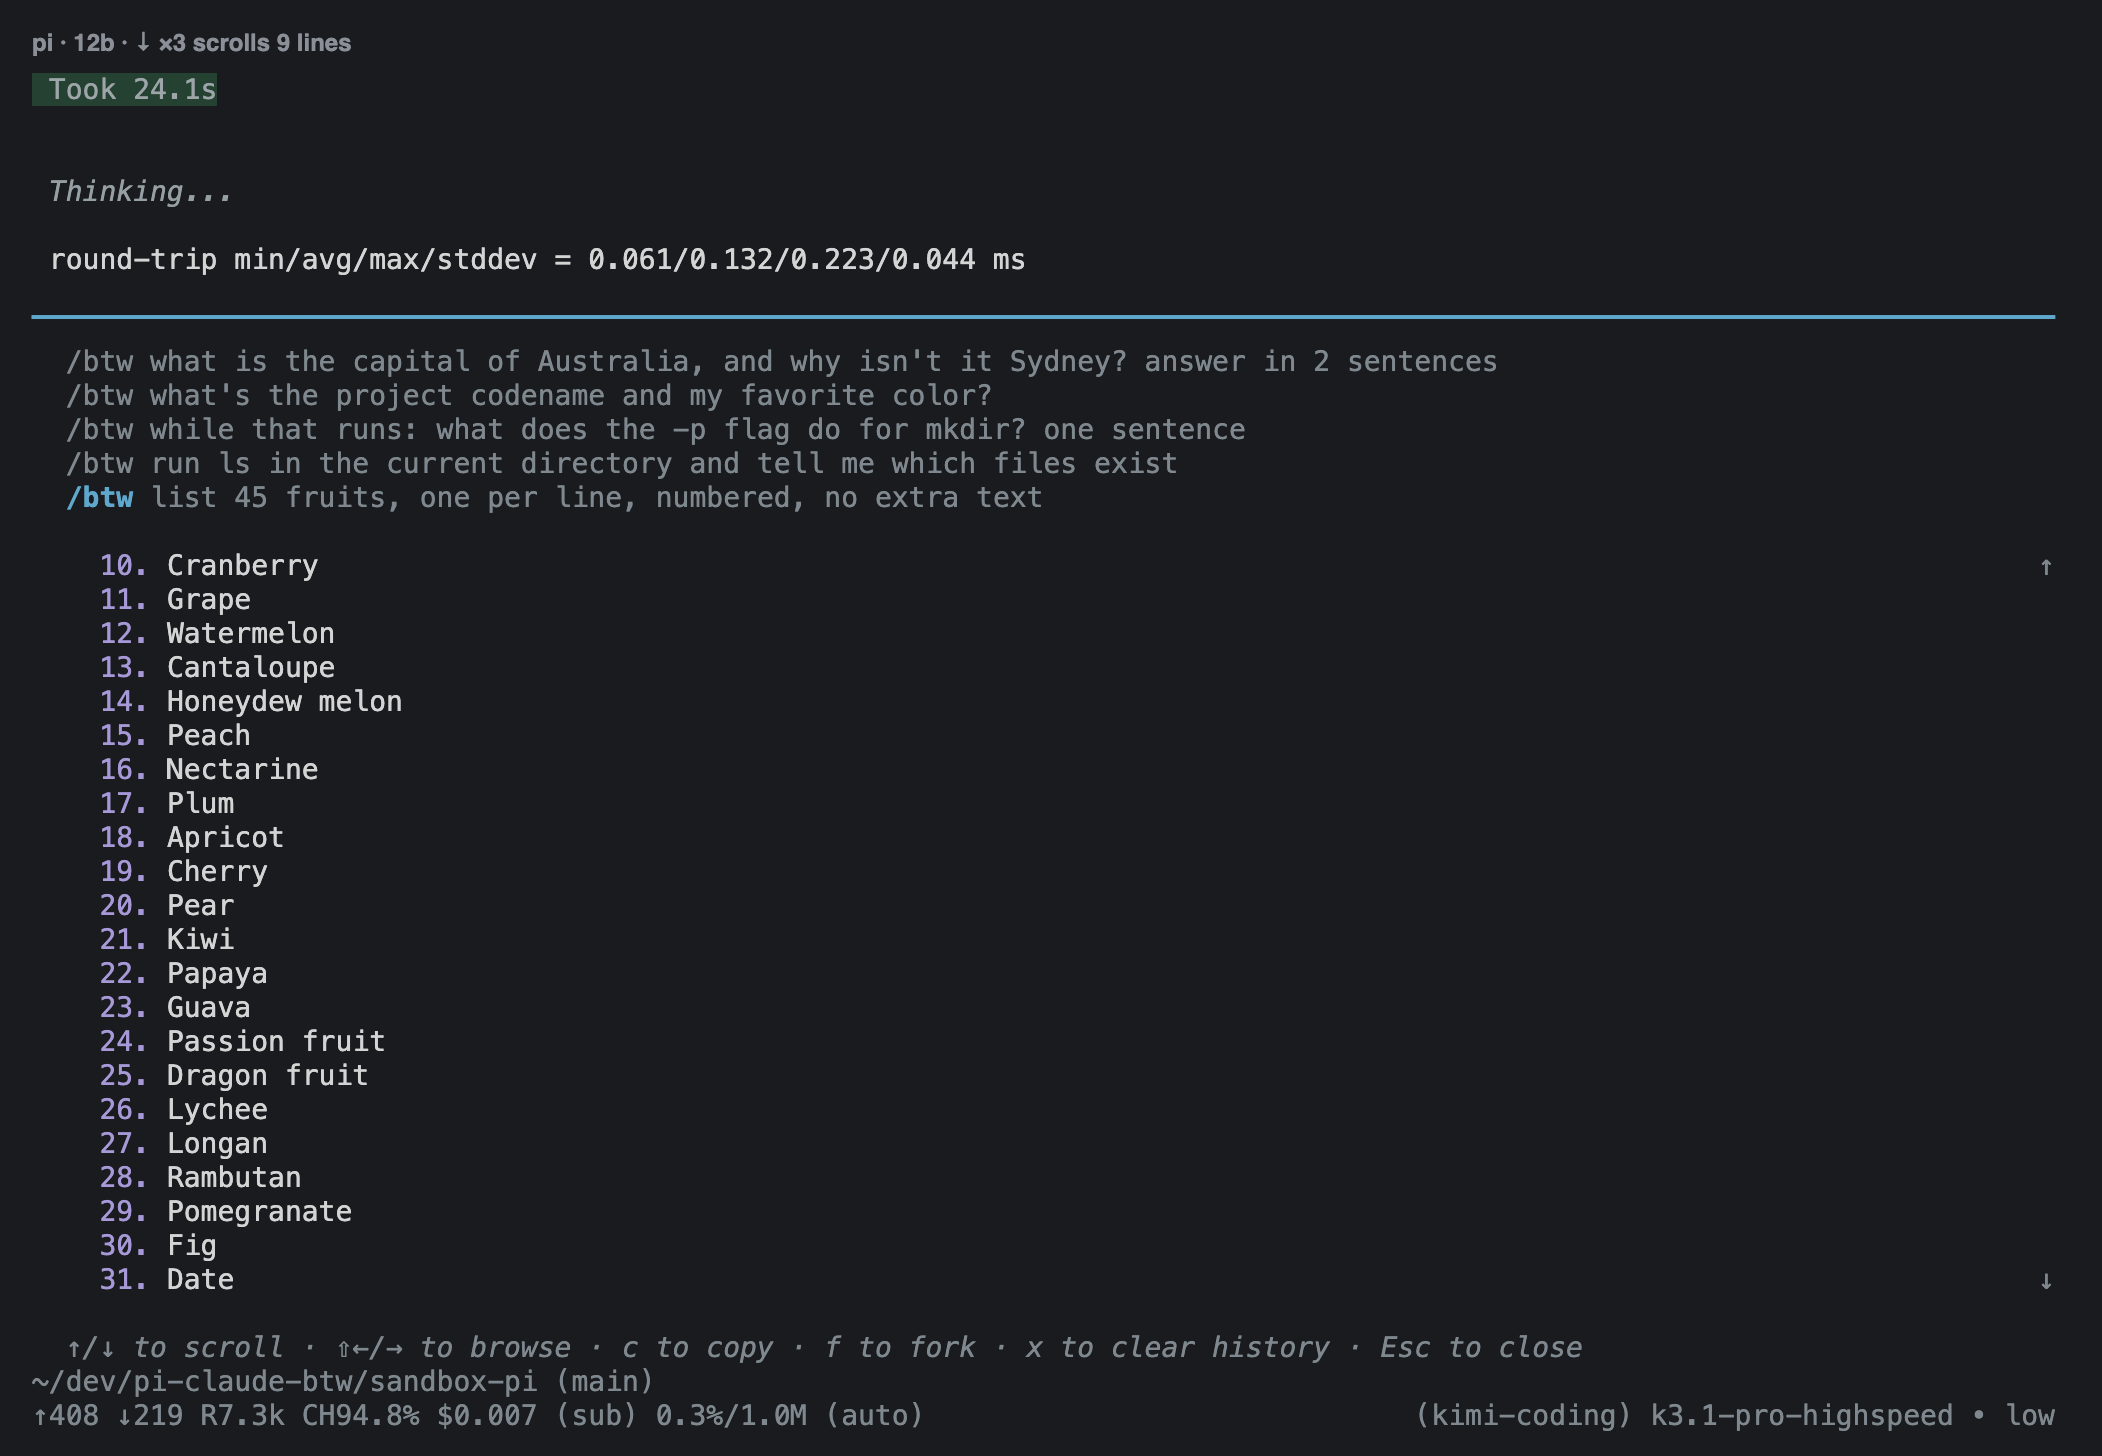 pi · 12b · ↓ ×3 scrolls 9 lines
Took 24.1s
Thinking...
round-trip min/avg/max/stddev = 0.061/0.132/0.223/0.044 ms
/btw what is the capital of Australia, and why isn't it Sydney? answer in 2 sentences
/btw what's the project codename and my favorite color?
/btw while that runs: what does the -p flag do for mkdir? one sentence
/btw run ls in the current directory and tell me which files exist
/btw list 45 fruits, one per line, numbered, no extra text
10. Cranberry ↑
11. Grape
12. Watermelon
13. Cantaloupe
14. Honeydew melon
15. Peach
16. Nectarine
17. Plum
18. Apricot
19. Cherry
20. Pear
21. Kiwi
22. Papaya
23. Guava
24. Passion fruit
25. Dragon fruit
26. Lychee
27. Longan
28. Rambutan
29. Pomegranate
30. Fig
31. Date ↓
↑/↓ to scroll · ⇧←/→ to browse · c to copy · f to fork · x to clear history · Esc to close
~/dev/pi-claude-btw/sandbox-pi (main)
↑408 ↓219 R7.3k CH94.8% $0.007 (sub) 0.3%/1.0M (auto) (kimi-coding) k3.1-pro-highspeed • low